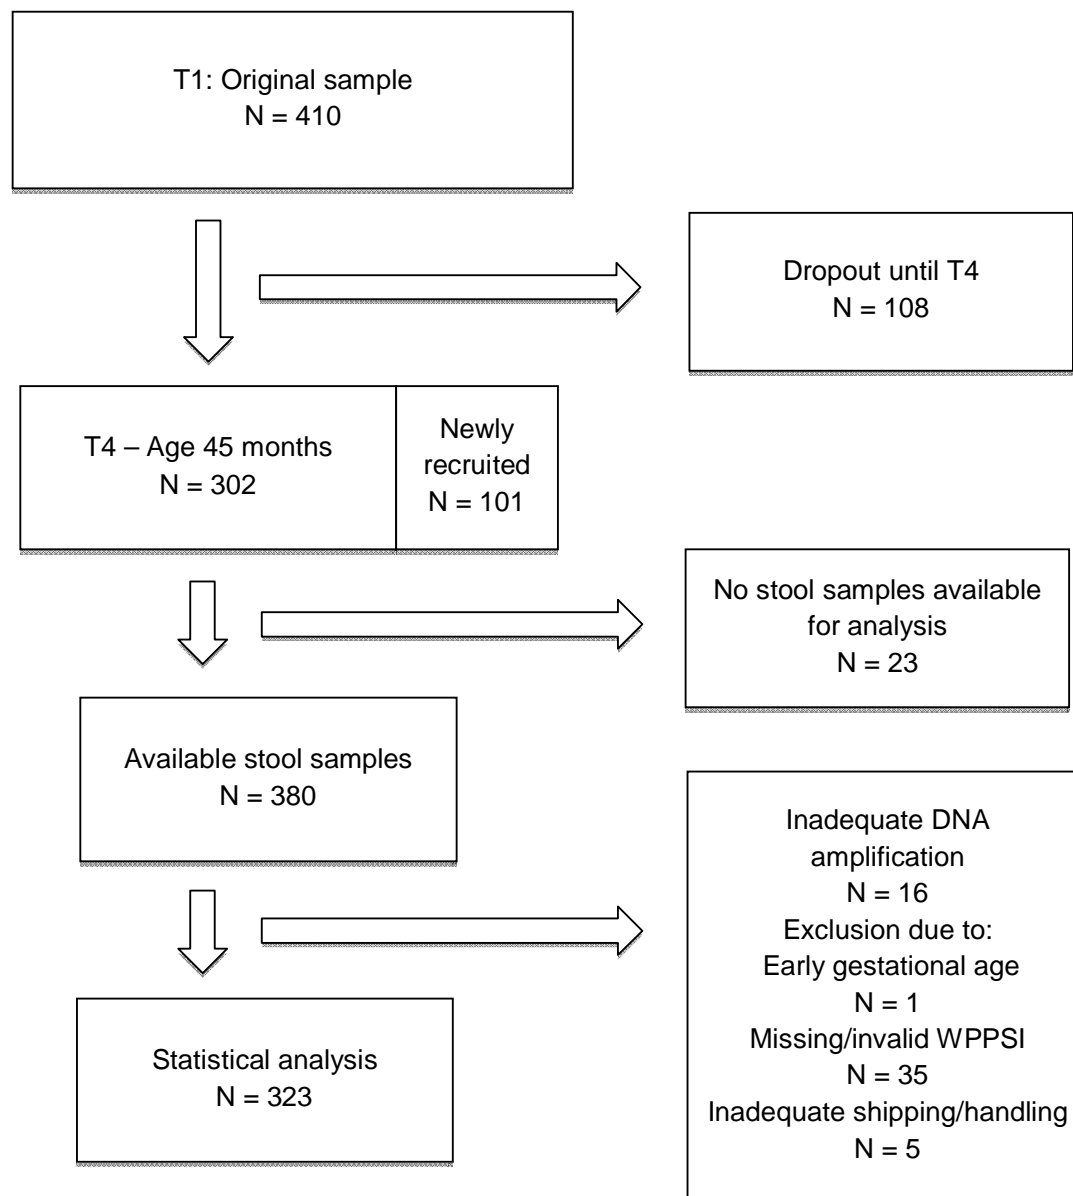 T1: Original sample
N = 410
Dropout until T4
N = 108
T4 – Age 45 months
N = 302
Newly
recruited
N = 101
No stool samples available
for analysis
N = 23
Available stool samples
N = 380
Inadequate DNA
amplification
N = 16
Exclusion due to:
Early gestational age
N = 1
Missing/invalid WPPSI
N = 35
Inadequate shipping/handling
N = 5
Statistical analysis
N = 323